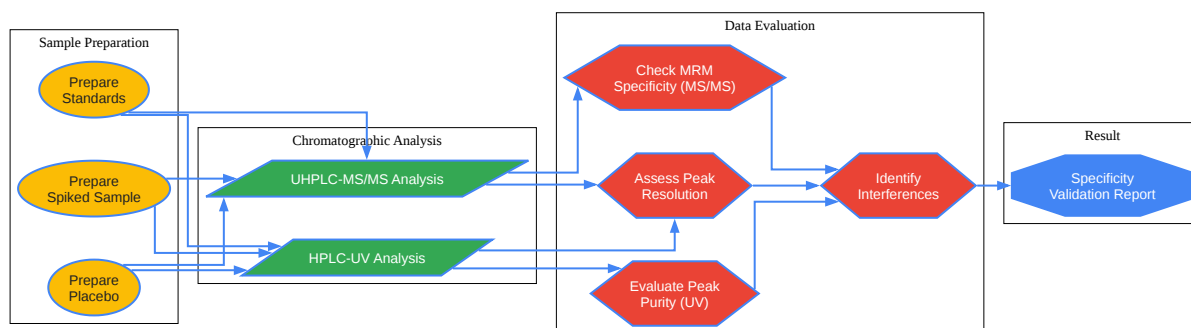 Sample Preparation
Prepare
Standards
Prepare
Spiked Sample
Prepare
Placebo
Chromatographic Analysis
UHPLC-MS/MS Analysis
HPLC-UV Analysis
Data Evaluation
Check MRM
Specificity (MS/MS)
Assess Peak
Resolution
Evaluate Peak
Purity (UV)
Identify
Interferences
Result
Specificity
Validation Report